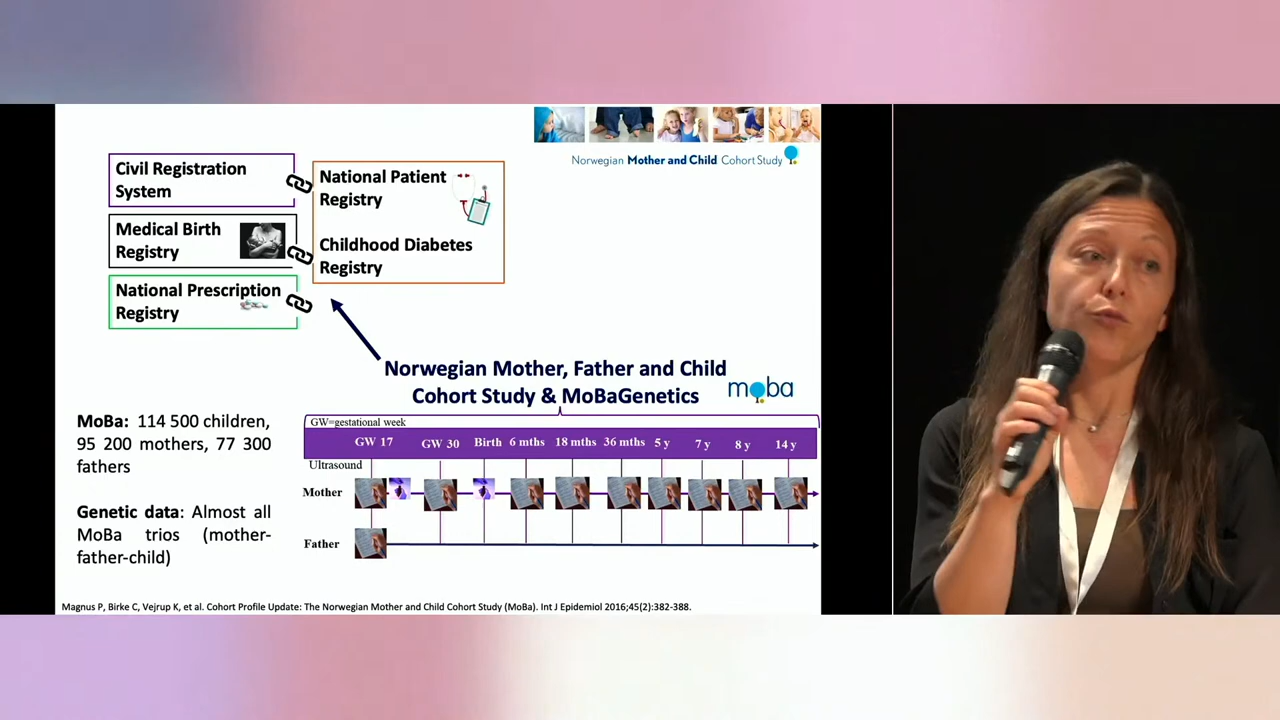 Norwegian Mother and Child Cohort Study
Civil Registration
System
Medical Birth
Registry
National Prescription
Registry
National Patient
Registry
Childhood Diabetes
Registry
Norwegian Mother, Father and Child
Cohort Study & MoBaGenetics
moba
MoBa: 114 500 children,
95 200 mothers, 77 300
fathers
Genetic data: Almost all
MoBa trios (mother-
father-child)
GW=gestational week
GW 17 GW 30 Birth 6 mths 18 mths 36 mths 5 y 7 y 8 y 14 y
Ultrasound
Mother
Father
Magnus P, Birke C, Vejrup K, et al. Cohort Profile Update: The Norwegian Mother and Child Cohort Study (MoBa). Int J Epidemiol 2016;45(2):382-388.